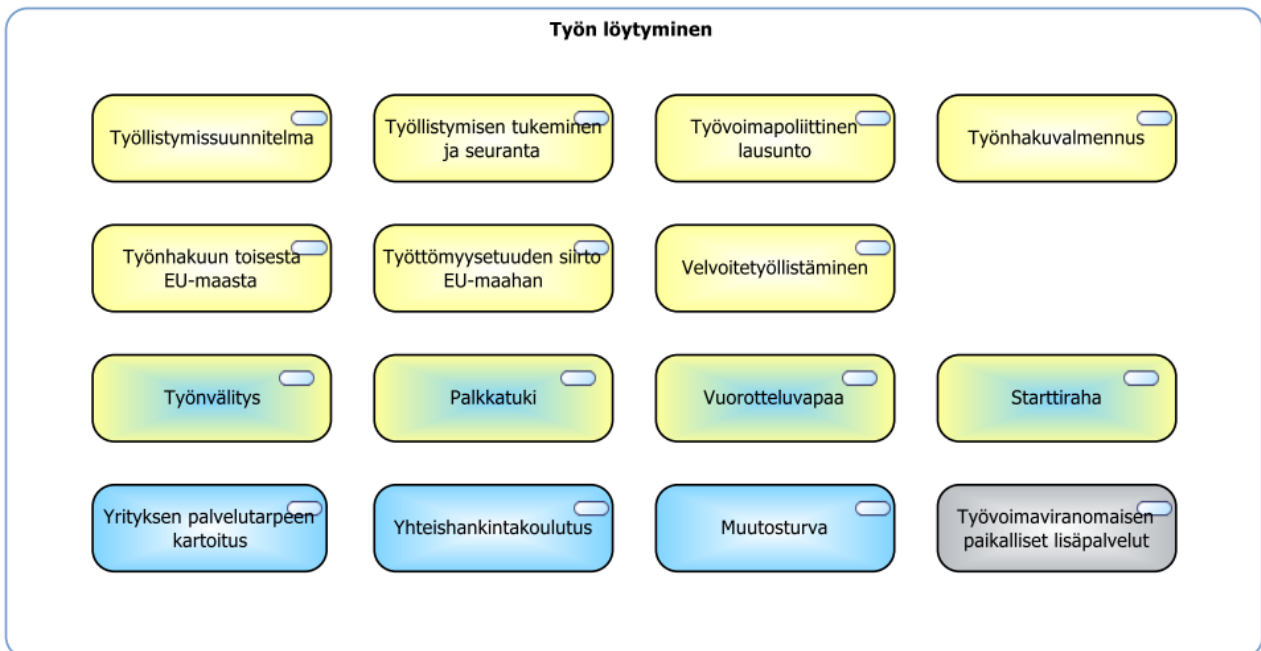 Työn löytyminen
Työllistymissuunnitelma
Työllistymisen tukeminen
ja seuranta
Työvoimapoliittinen
lausunto
Työnhakuvalmennus
Työnhakuun toisesta
EU-maasta
Työttömyysetuuden siirto
EU-maahan
Velvoitetyöllistäminen
Työnvälitys
Palkkatuki
Vuorotteluvapaa
Starttiraha
Yrityksen palvelutarpeen
kartoitus
Yhteishankintakoulutus
Muutosturva
Työvoimaviranomaisen
paikalliset lisäpalvelut